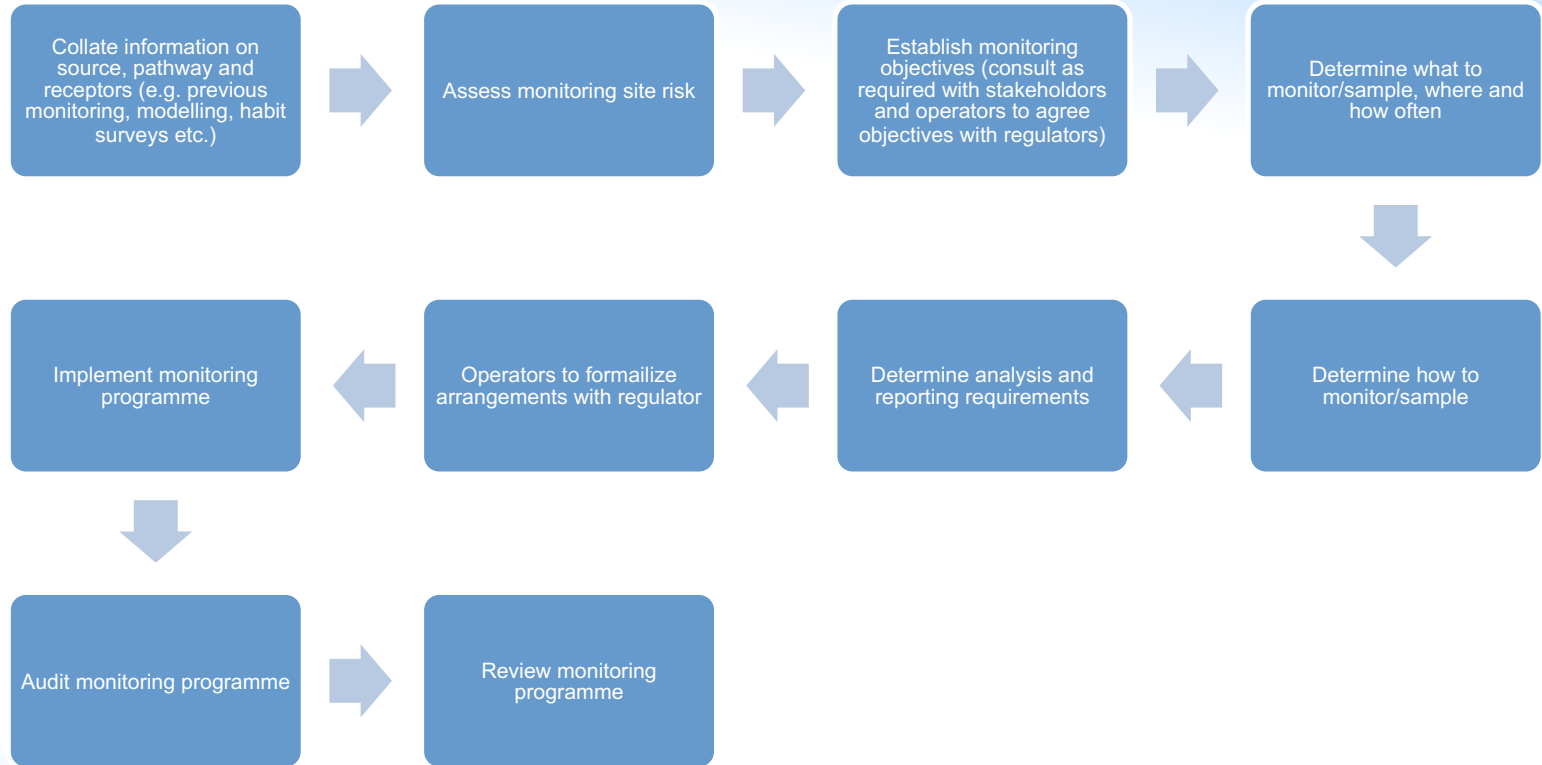 Collate information on
source, pathway and
receptors (e.g. previous
monitoring, modelling, habit
surveys etc.)
Assess monitoring site risk
Establish monitoring
objectives (consult as
required with stakeholdors
and operators to agree
objectives with regulators)
Determine what to
monitor/sample, where and
how often
Determine how to
monitor/sample
Determine analysis and
reporting requirements
Operators to formailize
arrangements with regulator
Implement monitoring
programme
Audit monitoring programme
Review monitoring
programme